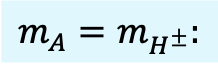 m_A = m_{H^±}: